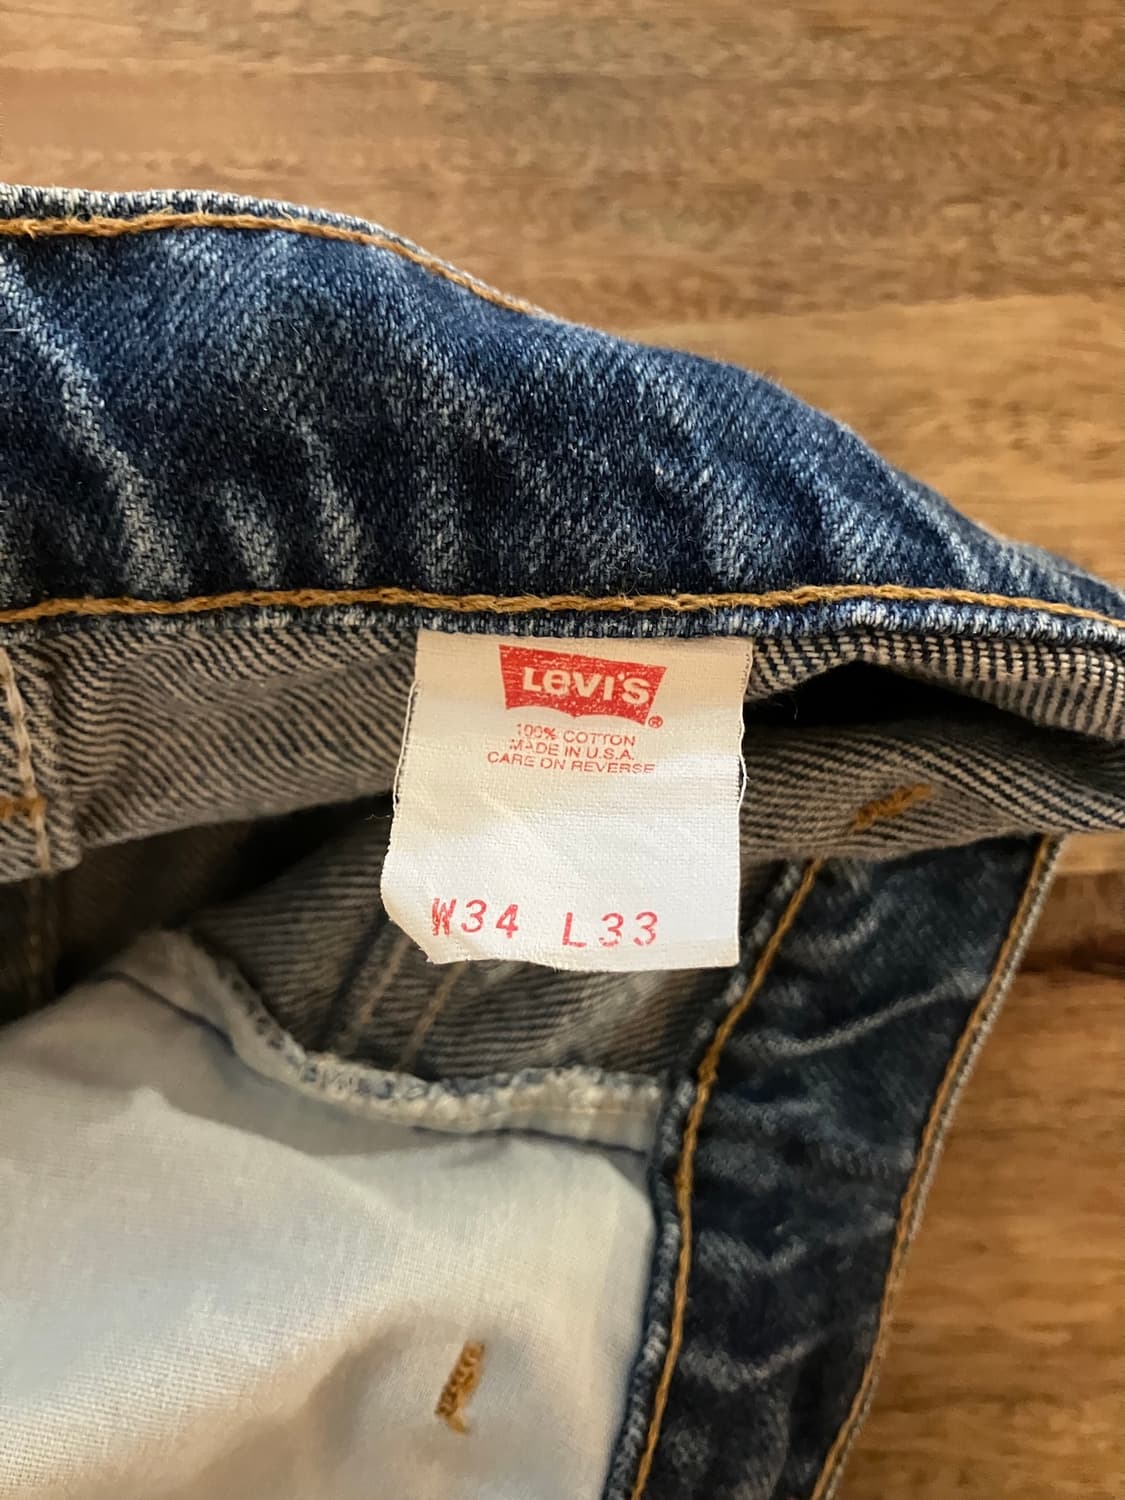 Levi's ®
100% COTTON
MADE IN U.S.A.
CARE ON REVERSE
W34 L33